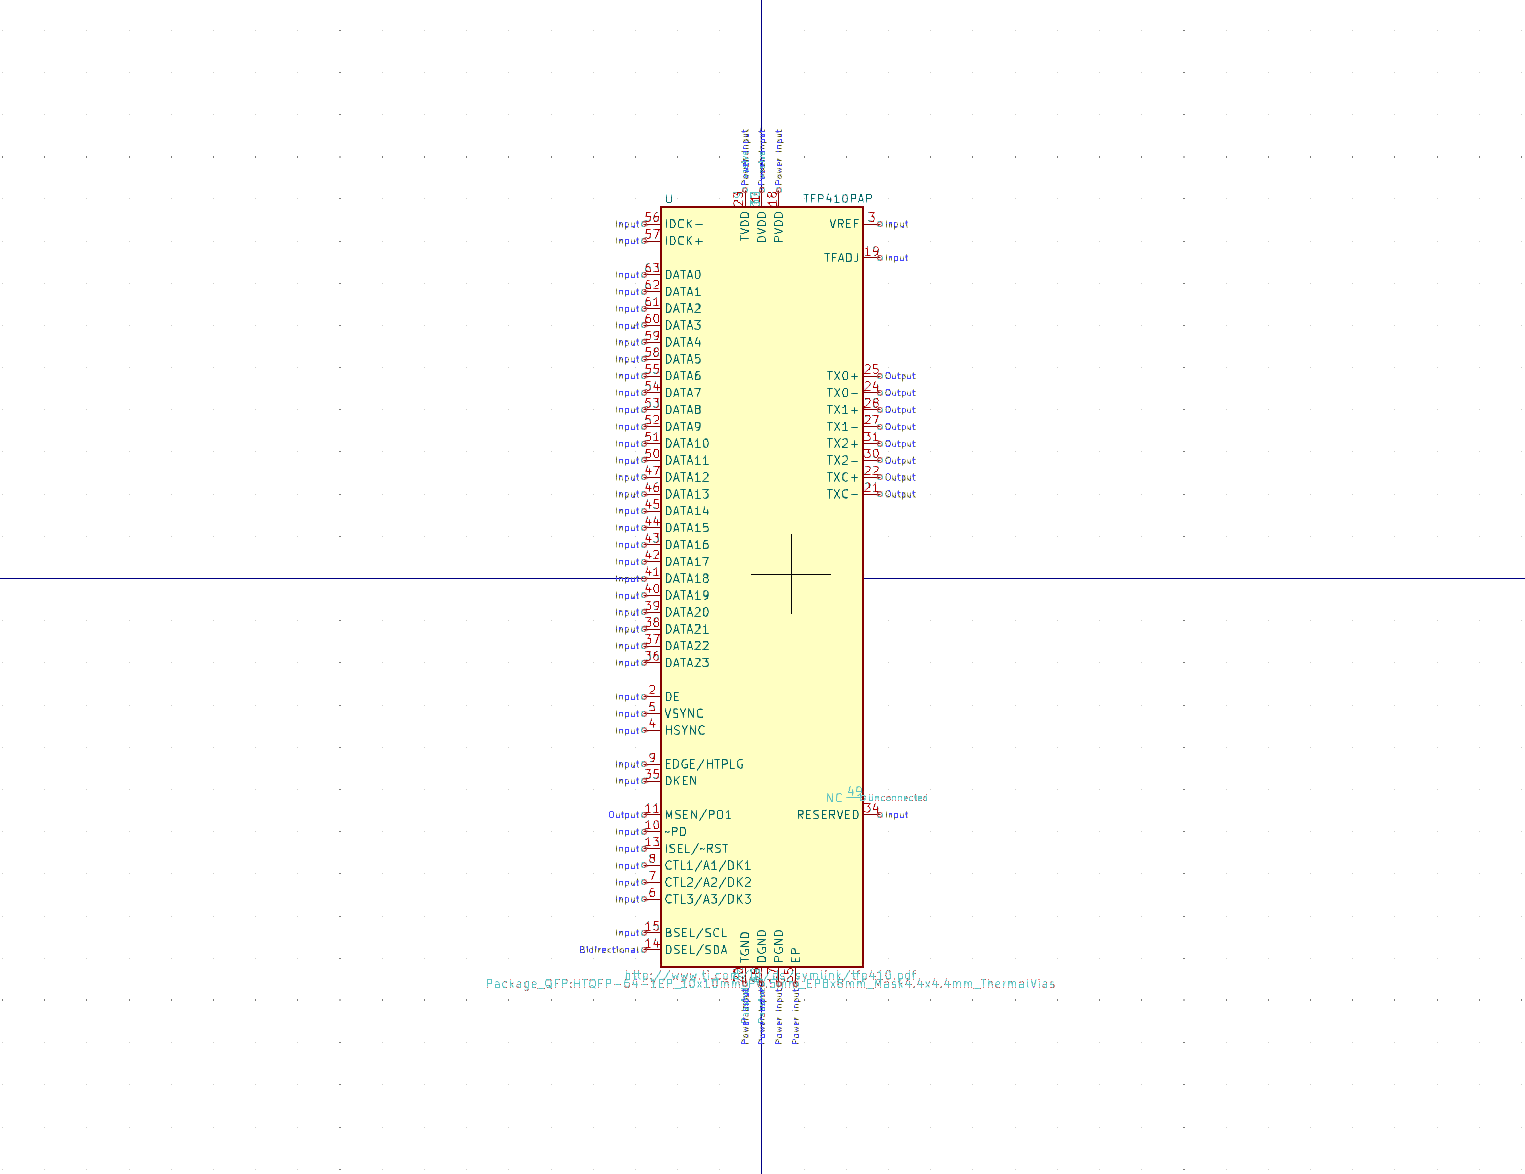 Power Input
Power Input
Power Input
U
TFP410PAP
23
1
18
TVDD
DVDD
PVDD
Input 56 IDCK-
VREF 3 Input
Input 57 IDCK+
TFADJ 19 Input
Input 63 DATA0
Input 62 DATA1
Input 61 DATA2
Input 60 DATA3
Input 59 DATA4
Input 58 DATA5
Input 55 DATA6
TX0+ 25 Output
Input 54 DATA7
TX0- 24 Output
Input 53 DATA8
TX1+ 28 Output
Input 52 DATA9
TX1- 27 Output
Input 51 DATA10
TX2+ 31 Output
Input 50 DATA11
TX2- 30 Output
Input 47 DATA12
TXC+ 22 Output
Input 46 DATA13
TXC- 21 Output
Input 45 DATA14
Input 44 DATA15
Input 43 DATA16
Input 42 DATA17
Input 41 DATA18
Input 40 DATA19
Input 39 DATA20
Input 38 DATA21
Input 37 DATA22
Input 36 DATA23
Input 2 DE
Input 5 VSYNC
Input 4 HSYNC
Input 9 EDGE/HTPLG
Input 35 DKEN
NC 49 Unconnected
Output 11 MSEN/PO1
RESERVED 34 Input
Input 10 ~PD
Input 13 ISEL/~RST
Input 8 CTL1/A1/DK1
Input 7 CTL2/A2/DK2
Input 6 CTL3/A3/DK3
Input 15 BSEL/SCL
Bidirectional 14 DSEL/SDA
TGND
DGND
PGND
EP
http://www.ti.com/ symlink/tfp410.pdf
Package_QFP:HTQFP-64-1EP_10x10mm EP8x8mm_Mask4.4x4.4mm_ThermalVias
17
65
Power Input
Power Input
Power Input
Power Input